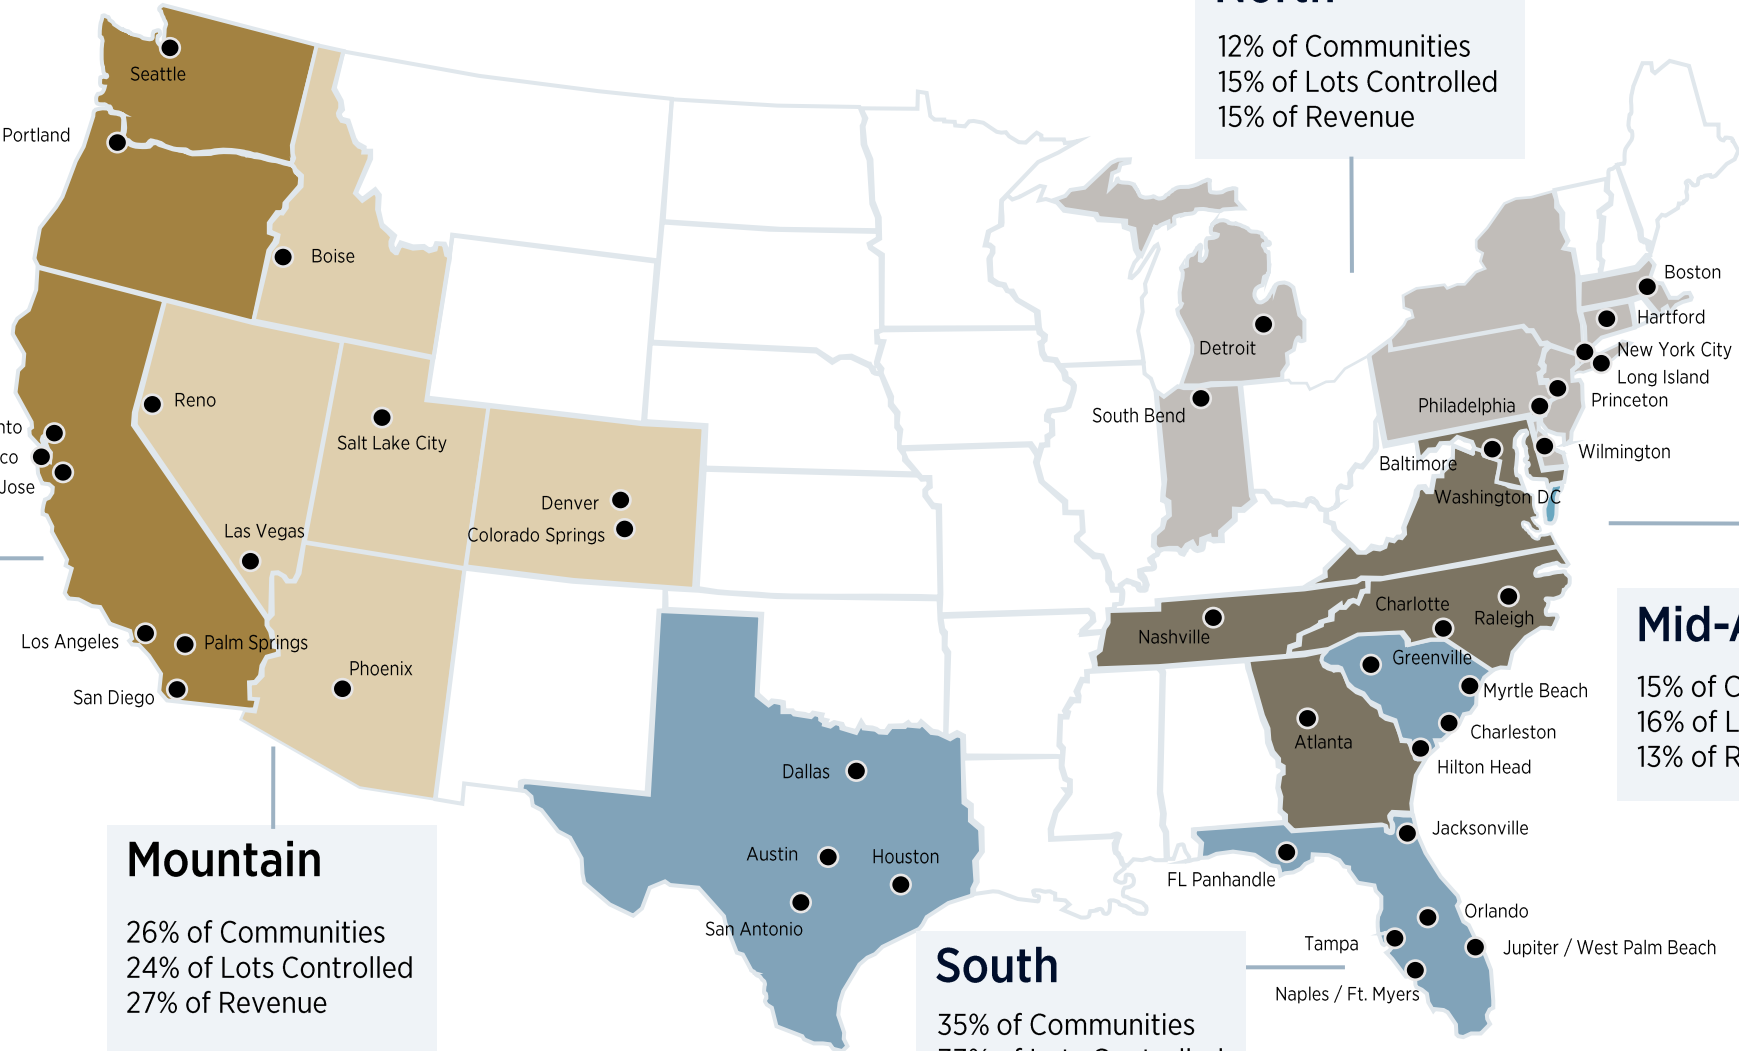 North
12% of Communities
15% of Lots Controlled
15% of Revenue
Seattle
Portland
Boise
Boston
Hartford
New York City
Long Island
Detroit
Princeton
Philadelphia
South Bend
Reno
nto
Salt Lake City
co
Wilmington
Baltimore
Jose
Washington DC
Denver
Colorado Springs
Las Vegas
Charlotte
Raleigh
Nashville
Mid-A
Los Angeles
Palm Springs
Greenville
Phoenix
San Diego
Myrtle Beach
15% of C
16% of L
13% of R
Charleston
Atlanta
Hilton Head
Dallas
Jacksonville
Austin
Houston
Mountain
26% of Communities
24% of Lots Controlled
27% of Revenue
FL Panhandle
San Antonio
Orlando
Tampa
Jupiter / West Palm Beach
Naples / Ft. Myers
South
35% of Communities